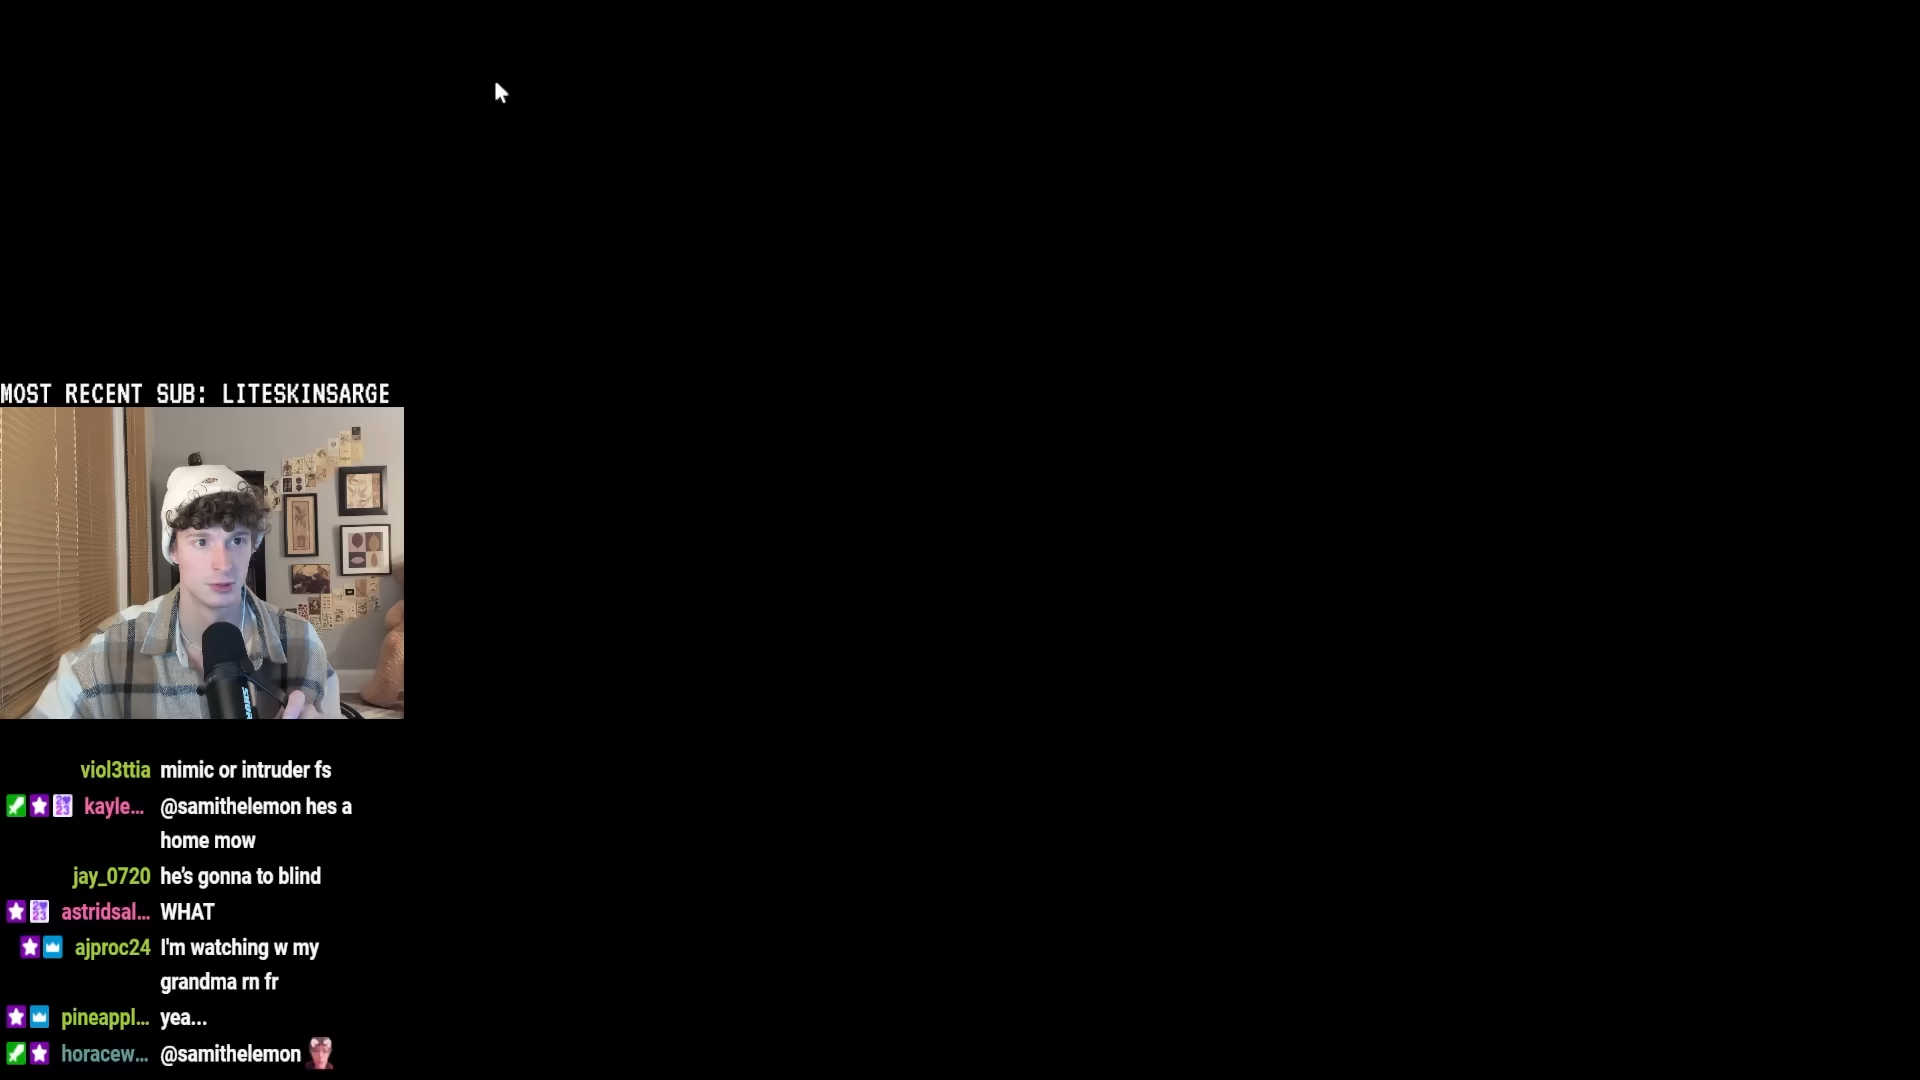 MOST RECENT SUB: LITESKINSARGE
viol3ttia mimic or intruder fs
kayle... @samithelemon hes a
home mow
jay_0720 he's gonna to blind
astridsal... WHAT
ajproc24 I'm watching w my
grandma rn fr
pineappl... yea...
horacew... @samithelemon